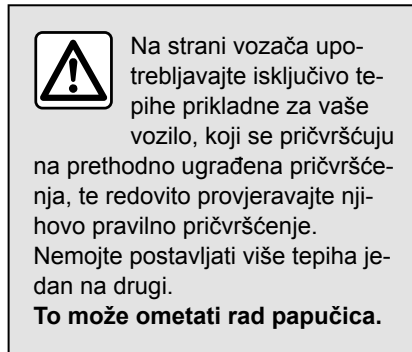 Na strani vozača upo-
trebljavajte isključivo te-
pihe prikladne za vaše
vozilo, koji se pričvršćuju
na prethodno ugrađena pričvršće-
nja, te redovito provjeravajte nji-
hovo pravilno pričvršćenje.
Nemojte postavljati više tepiha je-
dan na drugi.
To može ometati rad papučica.